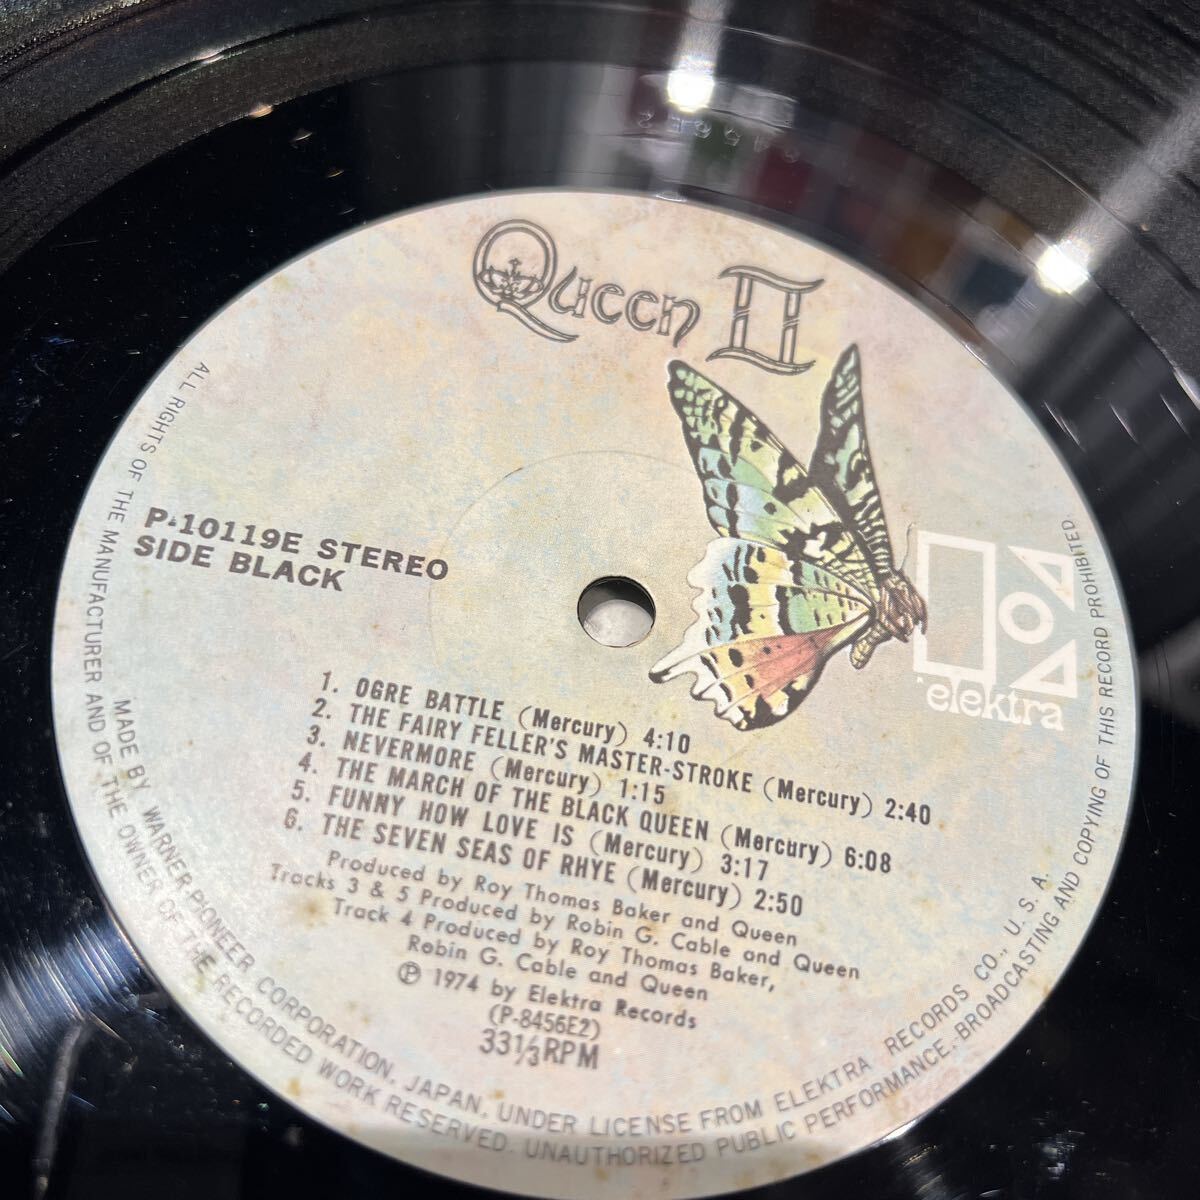 Queen II
P-10119E STEREO
SIDE BLACK
elektra
1. OGRE BATTLE (Mercury) 4:10
2. THE FAIRY FELLER'S MASTER-STROKE (Mercury) 2:40
3. NEVERMORE (Mercury) 1:15
4. THE MARCH OF THE BLACK QUEEN (Mercury) 6:08
5. FUNNY HOW LOVE IS (Mercury) 3:17
6. THE SEVEN SEAS OF RHYE (Mercury) 2:50
Produced by Roy Thomas Baker and Queen
Tracks 3 & 5 Produced by Robin G. Cable and Queen
Track 4 Produced by Roy Thomas Baker,
Robin G. Cable and Queen
℗ 1974 by Elektra Records
(P-8456E2)
33⅓RPM
MADE BY WARNER-PIONEER CORPORATION, JAPAN, UNDER LICENSE FROM ELEKTRA RECORDS CO., U. S. A.
ALL RIGHTS OF THE MANUFACTURER AND OF THE OWNER OF THE RECORDED WORK RESERVED. UNAUTHORIZED PUBLIC PERFORMANCE, BROADCASTING AND COPYING OF THIS RECORD PROHIBITED.